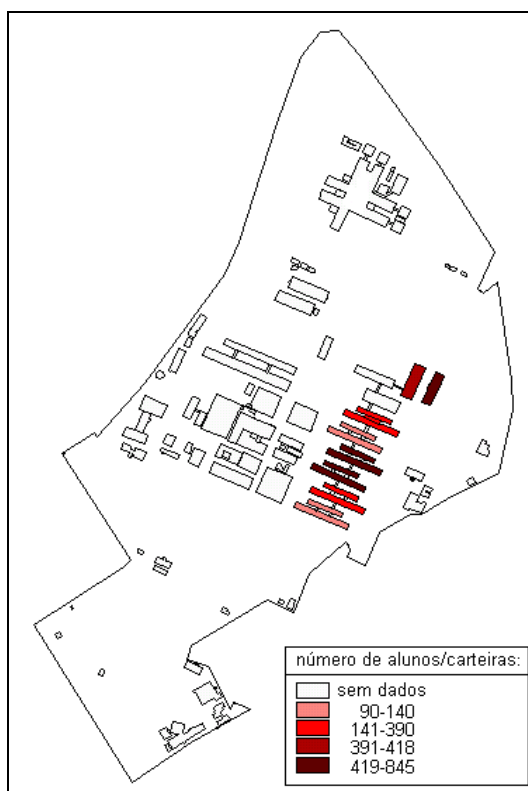 número de alunos/carteiras:
sem dados
90-140
141-390
391-418
419-845